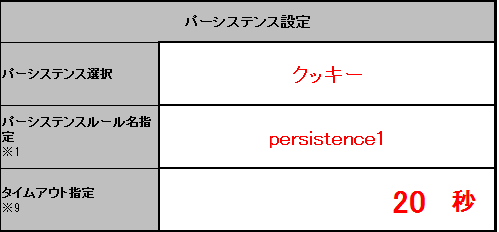 パーシステンス設定
パーシステンス選択
クッキー
パーシステンスルール名指
定
※1
persistence1
タイムアウト指定
※9
20 秒